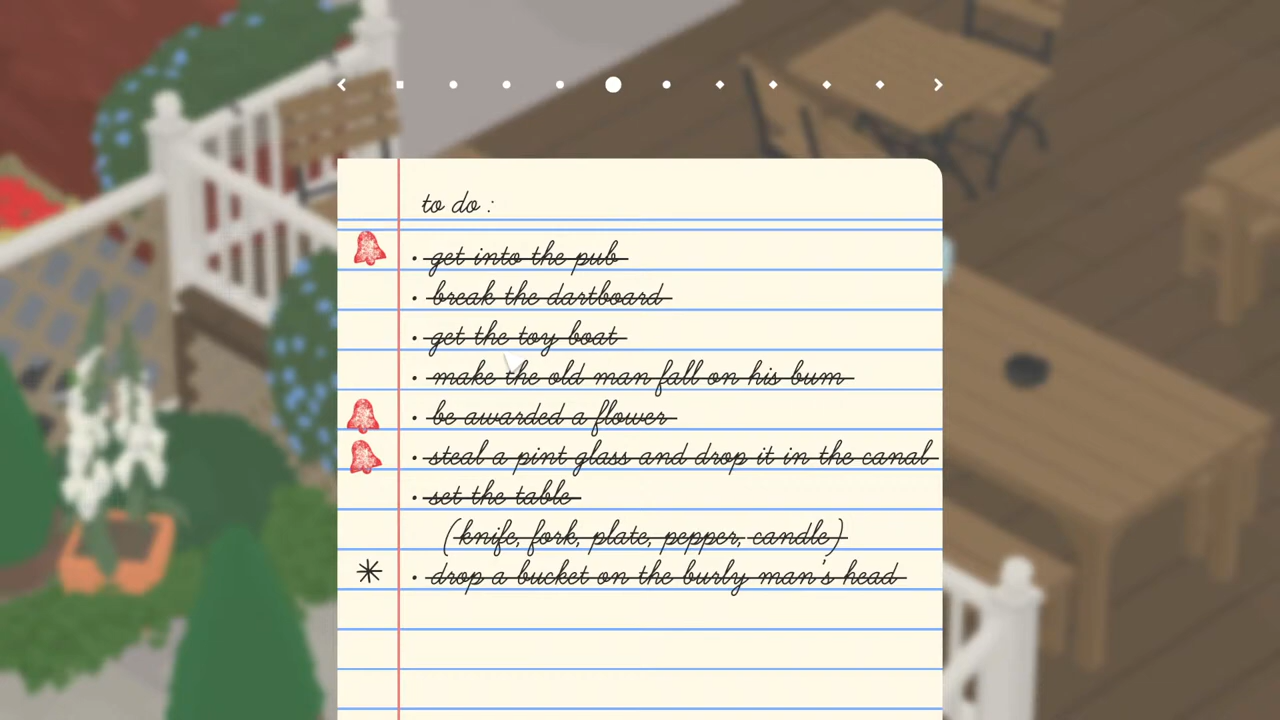 to do :
• get into the pub
• break the dartboard
• get the toy boat
• make the old man fall on his bum
• be awarded a flower
• steal a pint glass and drop it in the canal
• set the table
(knife, fork, plate, pepper, candle)
• drop a bucket on the burly man's head